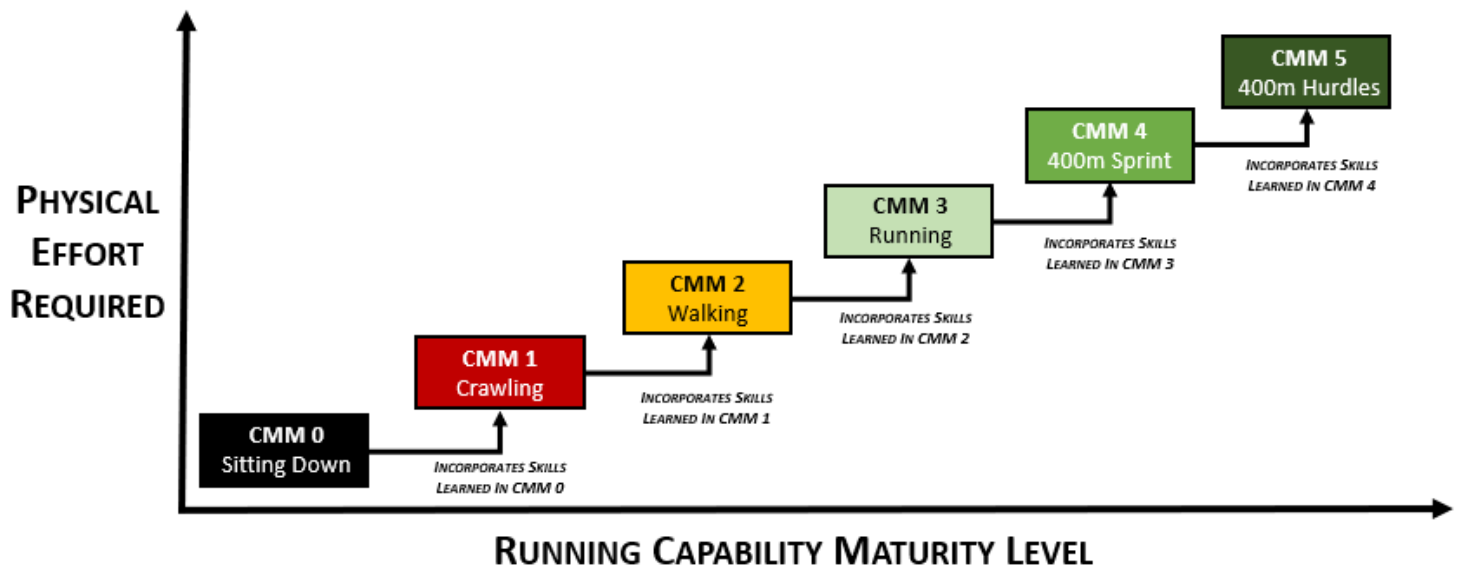 CMM 5
400m Hurdles
CMM 4
400m Sprint
INCORPORATES SKILLS
LEARNED IN CMM 4
PHYSICAL
EFFORT
REQUIRED
CMM 3
Running
INCORPORATES SKILLS
LEARNED IN CMM 3
CMM 2
Walking
INCORPORATES SKILLS
LEARNED IN CMM 2
CMM 1
Crawling
INCORPORATES SKILLS
LEARNED IN CMM 1
CMM 0
Sitting Down
INCORPORATES SKILLS
LEARNED IN CMM 0
RUNNING CAPABILITY MATURITY LEVEL